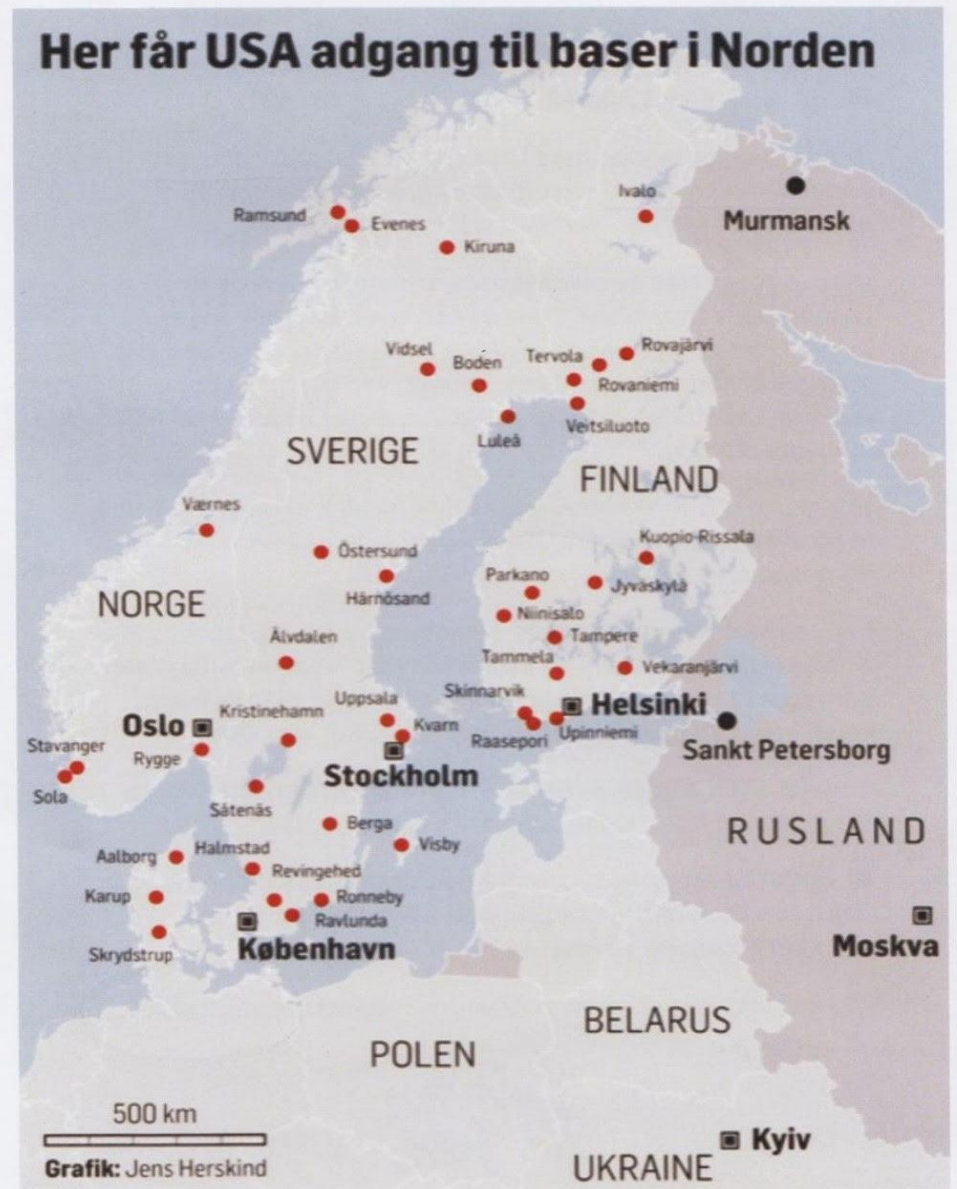 Her får USA adgang til baser i Norden
Ivalo
Murmansk
Ramsund
Evenes
Kiruna
Vidsel
Boden
Tervola
Rovajärvi
Rovaniemi
Veitsiluoto
Luleå
SVERIGE
FINLAND
Værnes
Östersund
Kuopio-Rissala
Härnösand
Parkano
Jyväskylä
NORGE
Niinisalo
Tampere
Älvdalen
Tammela
Vekaranjärvi
Uppsala
Skinnarvik
Helsinki
Oslo
Kristinehamn
Kvarn
Raasepori
Upinniemi
Stavanger
Rygge
Stockholm
Sankt Petersborg
Sola
Såtenäs
Berga
Visby
RUSLAND
Aalborg
Halmstad
Revingehed
Karup
Ronneby
Ravlunda
Skrydstrup
København
Moskva
BELARUS
POLEN
500 km
Kyiv
Grafik: Jens Herskind
UKRAINE